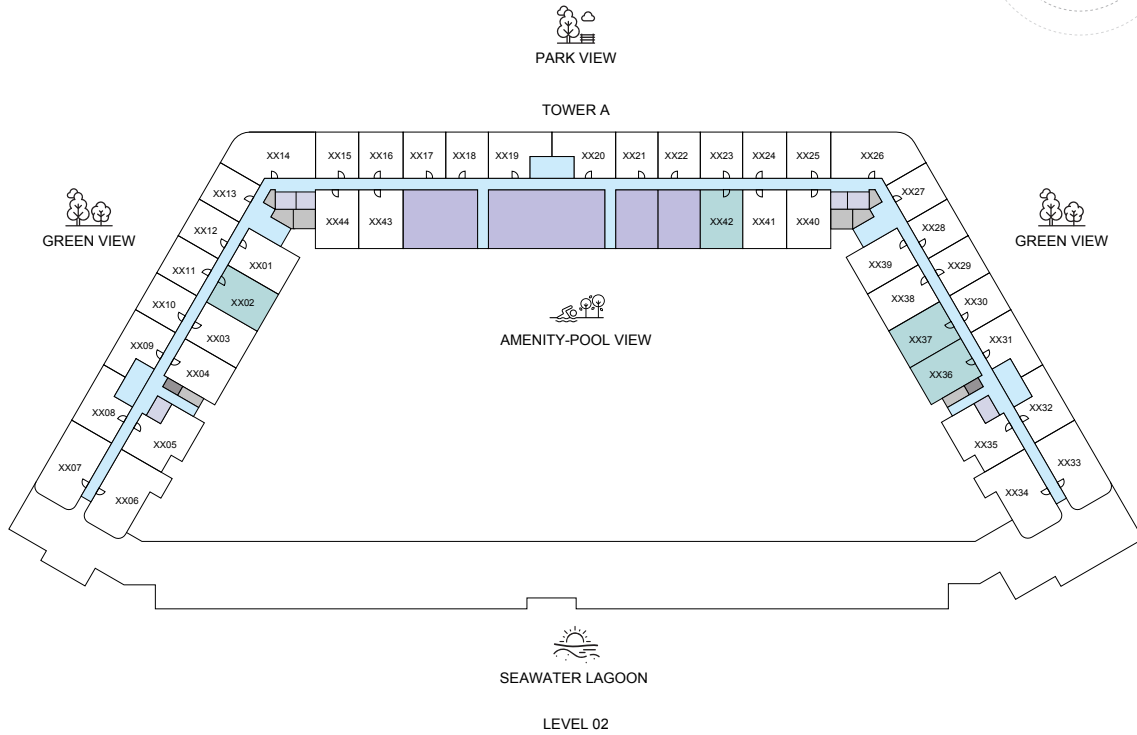 PARK VIEW
TOWER A
XX14
XX15
XX16
XX17
XX18
XX19
XX20
XX21
XX22
XX23
XX24
XX25
XX26
XX13
XX27
XX44
XX43
XX42
XX41
XX40
XX12
XX28
GREEN VIEW
GREEN VIEW
XX01
XX39
XX11
XX29
XX02
XX38
XX10
XX30
XX03
XX37
AMENITY-POOL VIEW
XX09
XX31
XX04
XX36
XX08
XX32
XX05
XX35
XX07
XX33
XX06
XX34
SEAWATER LAGOON
LEVEL 02